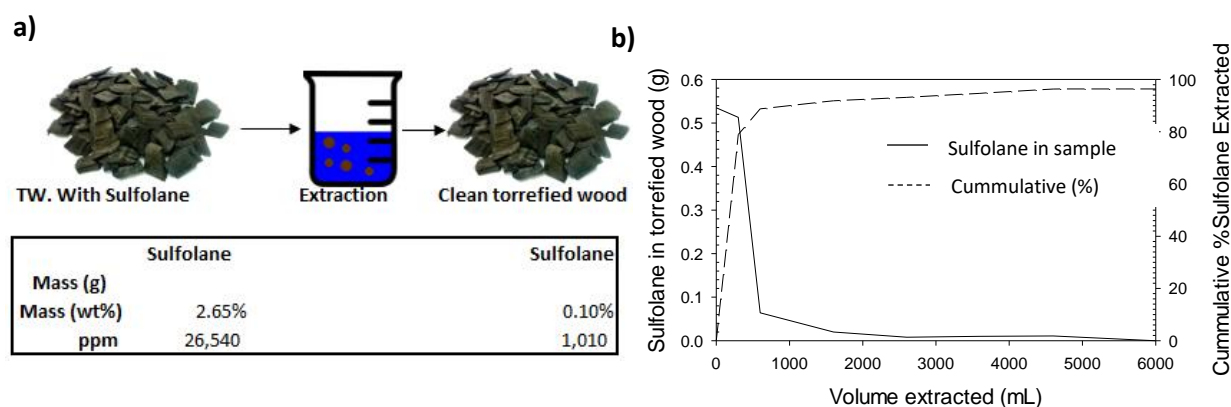 a)
TW. With Sulfolane
Extraction
Clean torrefied wood
Sulfolane Sulfolane
Mass (g)
Mass (wt%) 2.65% 0.10%
ppm 26,540 1,010
b)
Sulfolane in torrefied wood (g)
0.6
0.5
0.4
0.3
0.2
0.1
0.0
Sulfolane in sample
Cummulative (%)
100
80
60
40
20
0
Cummulative %Sulfolane Extracted
0 1000 2000 3000 4000 5000 6000
Volume extracted (mL)